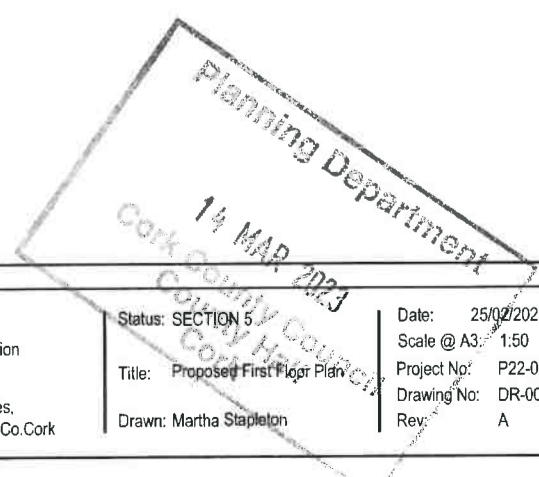 Planning Department
14 MAR 2023
Cork County Council
County Hall
Cork
ion
es,
Co.Cork
Status: SECTION 5
Title: Proposed First Floor Plan
Drawn: Martha Stapleton
Date: 25/02/202
Scale @ A3: 1:50
Project No: P22-0
Drawing No: DR-00
Rev: A